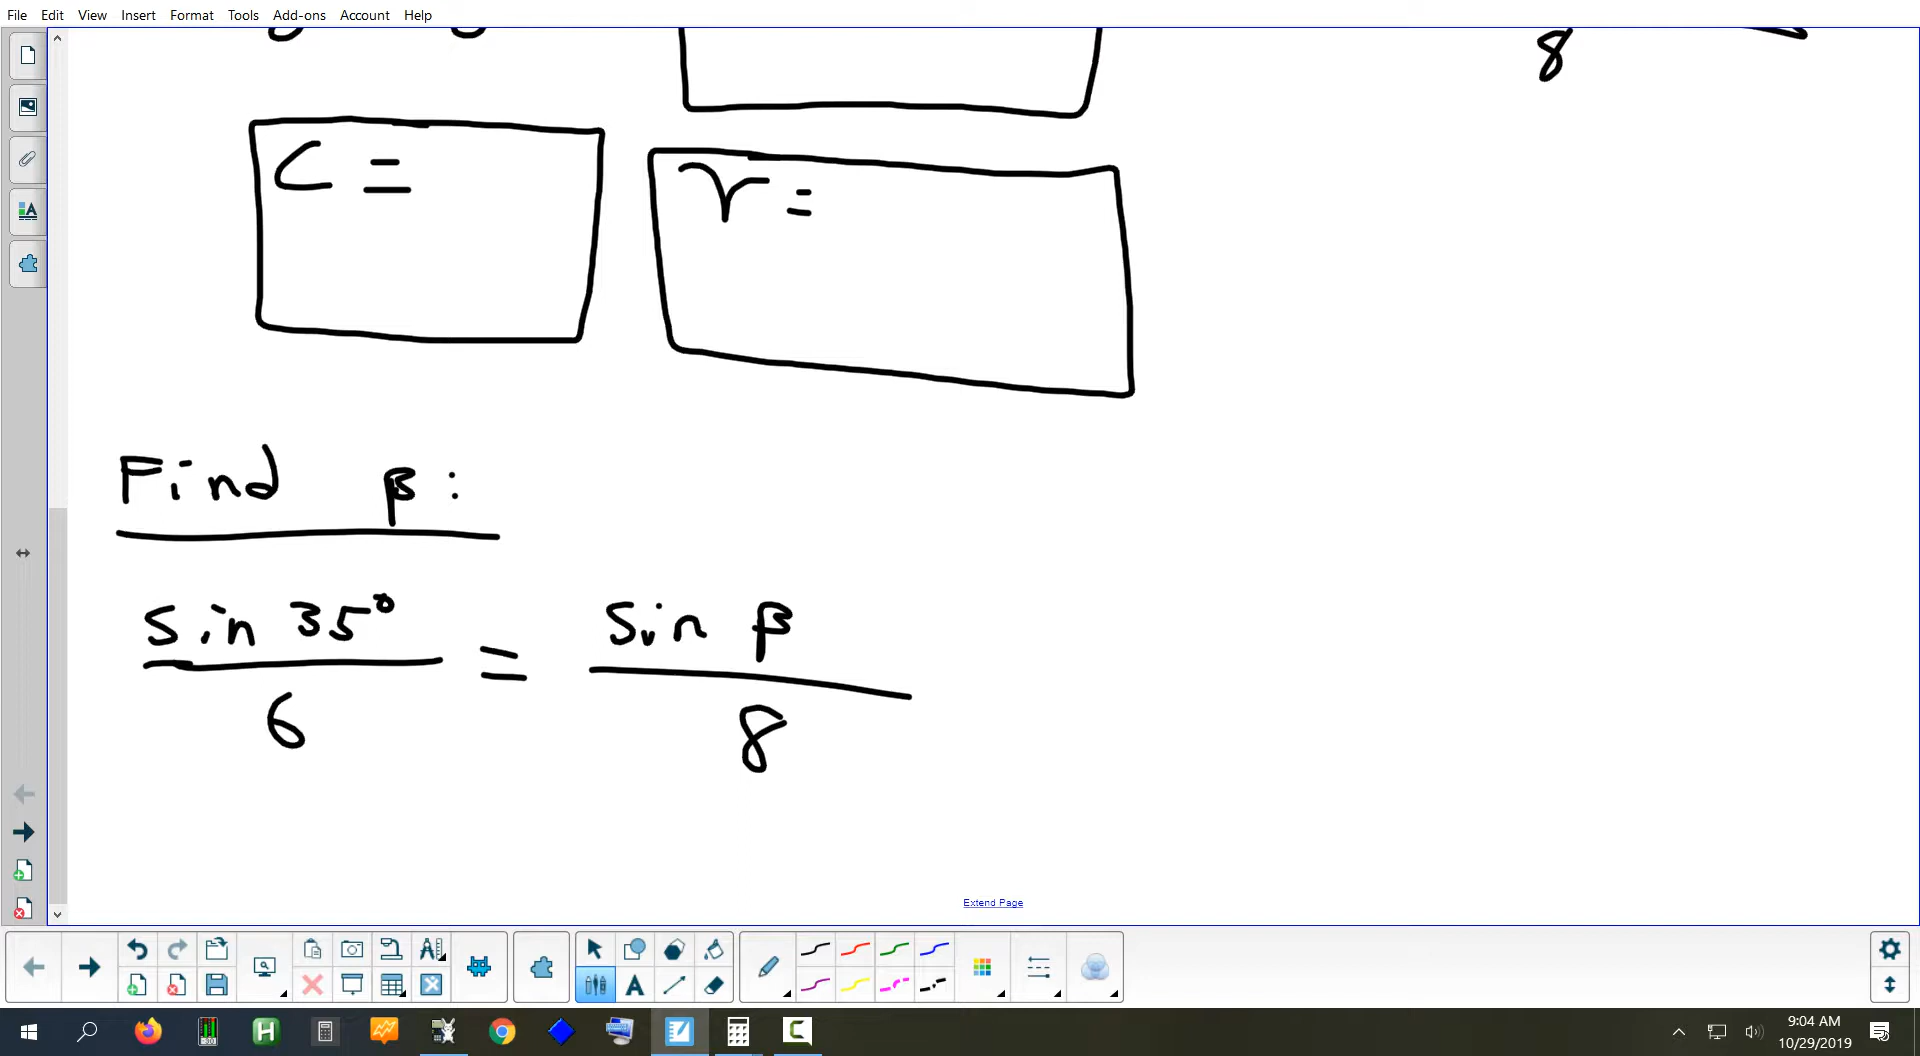 File Edit View Insert Format Tools Add-ons Account Help
8
c =
γ =
Find β:
sin 35° = sin β
6 8
Extend Page
9:04 AM
10/29/2019